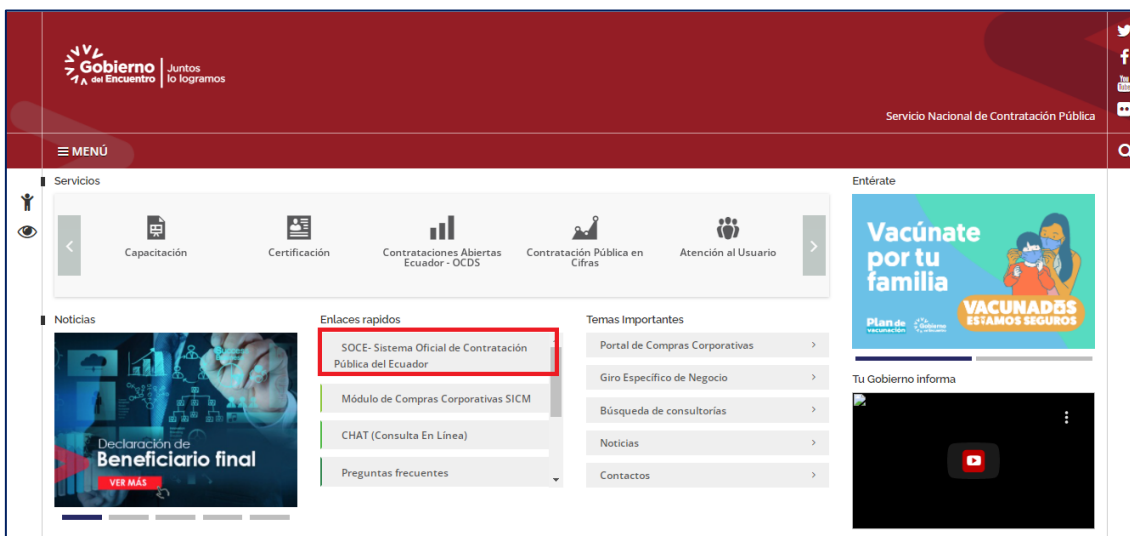 Gobierno
del Encuentro
Juntos
lo logramos
Servicio Nacional de Contratación Pública
MENÚ
Servicios
Capacitación
Certificación
Contrataciones Abiertas
Ecuador - OCDS
Contratación Pública en
Cifras
Atención al Usuario
Noticias
Declaración de
Beneficiario final
VER MÁS
Enlaces rapidos
SOCE- Sistema Oficial de Contratación
Pública del Ecuador
Módulo de Compras Corporativas SICM
CHAT (Consulta En Línea)
Preguntas frecuentes
Temas Importantes
Portal de Compras Corporativas
Giro Específico de Negocio
Búsqueda de consultorías
Noticias
Contactos
Entérate
Vacúnate
por tu
familia
VACUNADOS
ESTAMOS SEGUROS
Plan de
vacunación
Tu Gobierno informa